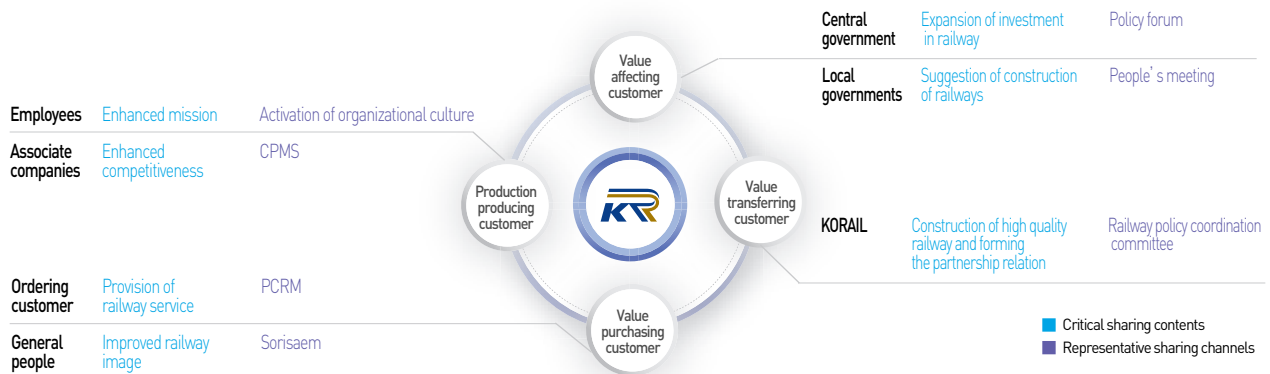 Central
government
Expansion of investment
in railway
Policy forum
Local
governments
Suggestion of construction
of railways
People's meeting
Value
affecting
customer
Employees
Enhanced mission
Activation of organizational culture
Associate
companies
Enhanced
competitiveness
CPMS
Production
producing
customer
KR
Value
transferring
customer
KORAIL
Construction of high quality
railway and forming
the partnership relation
Railway policy coordination
committee
Ordering
customer
Provision of
railway service
PCRM
General
people
Improved railway
image
Sorisaem
Value
purchasing
customer
Critical sharing contents
Representative sharing channels